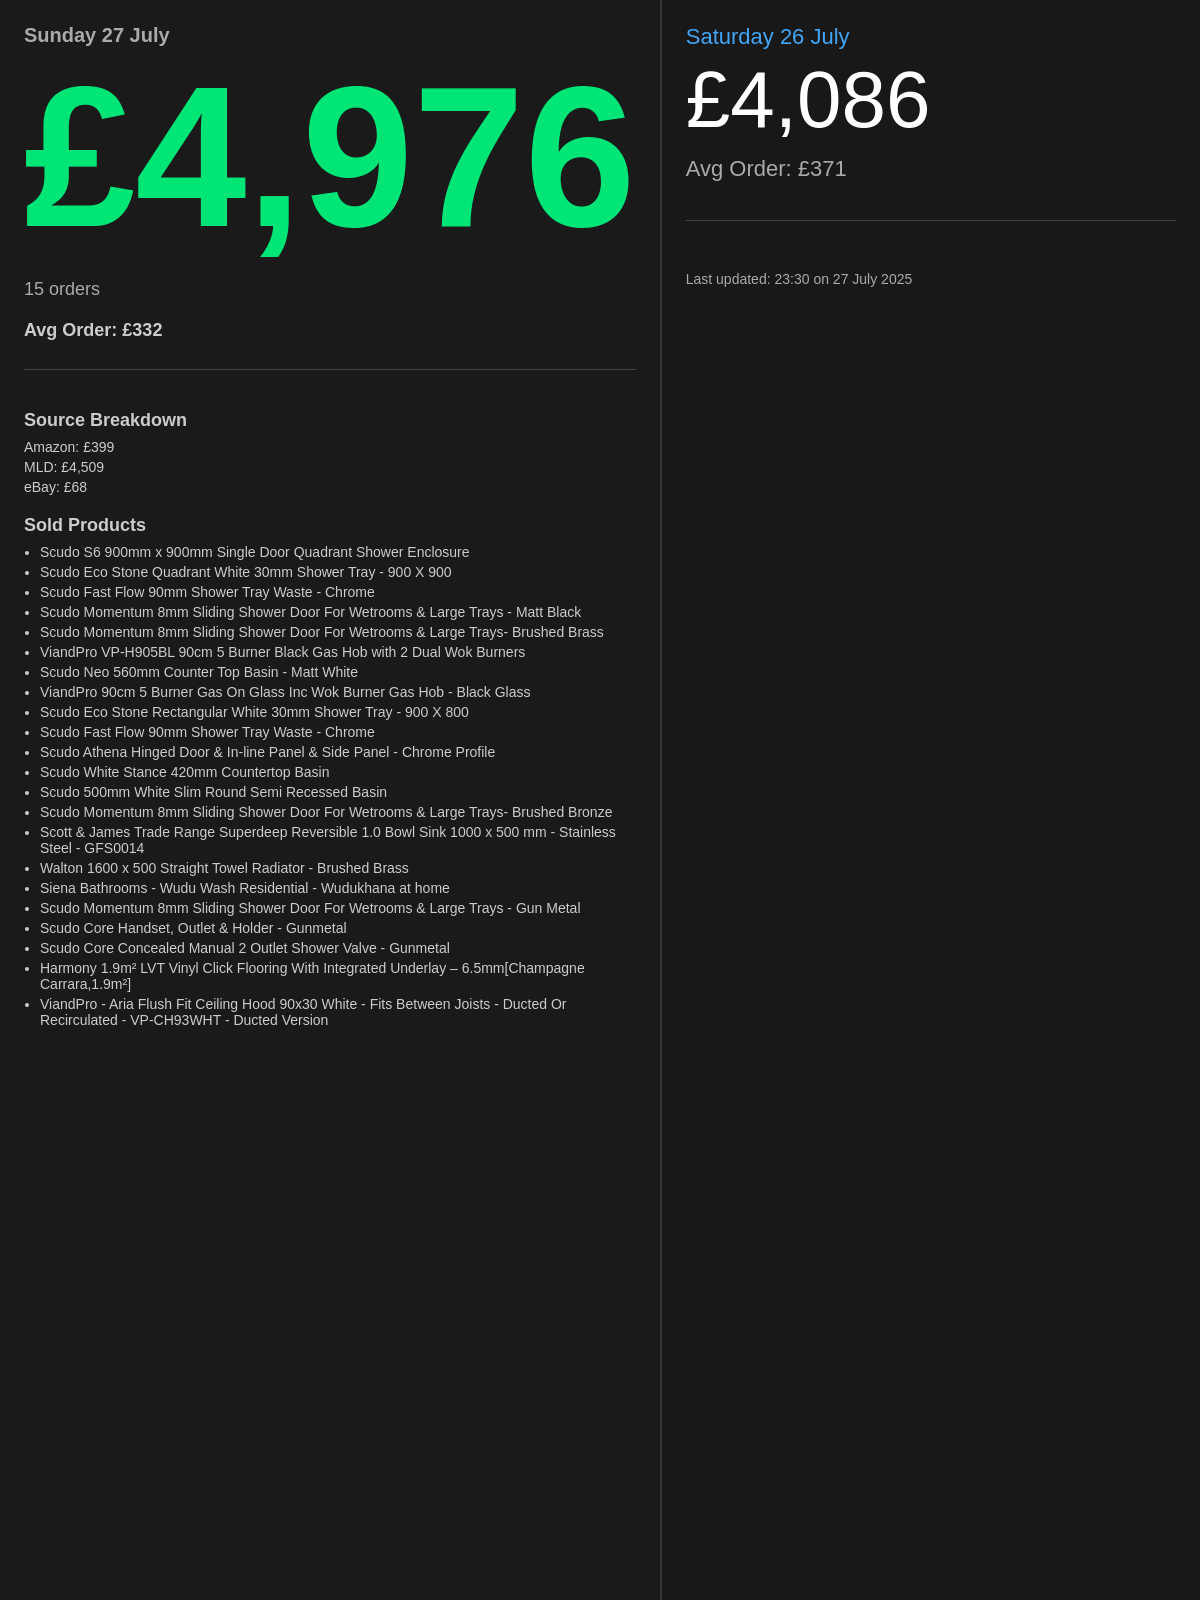 Sunday 27 July
£4,976
15 orders
Avg Order: £332
Source Breakdown
Amazon: £399
MLD: £4,509
eBay: £68
Sold Products
• Scudo S6 900mm x 900mm Single Door Quadrant Shower Enclosure
• Scudo Eco Stone Quadrant White 30mm Shower Tray - 900 X 900
• Scudo Fast Flow 90mm Shower Tray Waste - Chrome
• Scudo Momentum 8mm Sliding Shower Door For Wetrooms & Large Trays - Matt Black
• Scudo Momentum 8mm Sliding Shower Door For Wetrooms & Large Trays- Brushed Brass
• ViandPro VP-H905BL 90cm 5 Burner Black Gas Hob with 2 Dual Wok Burners
• Scudo Neo 560mm Counter Top Basin - Matt White
• ViandPro 90cm 5 Burner Gas On Glass Inc Wok Burner Gas Hob - Black Glass
• Scudo Eco Stone Rectangular White 30mm Shower Tray - 900 X 800
• Scudo Fast Flow 90mm Shower Tray Waste - Chrome
• Scudo Athena Hinged Door & In-line Panel & Side Panel - Chrome Profile
• Scudo White Stance 420mm Countertop Basin
• Scudo 500mm White Slim Round Semi Recessed Basin
• Scudo Momentum 8mm Sliding Shower Door For Wetrooms & Large Trays- Brushed Bronze
• Scott & James Trade Range Superdeep Reversible 1.0 Bowl Sink 1000 x 500 mm - Stainless
Steel - GFS0014
• Walton 1600 x 500 Straight Towel Radiator - Brushed Brass
• Siena Bathrooms - Wudu Wash Residential - Wudukhana at home
• Scudo Momentum 8mm Sliding Shower Door For Wetrooms & Large Trays - Gun Metal
• Scudo Core Handset, Outlet & Holder - Gunmetal
• Scudo Core Concealed Manual 2 Outlet Shower Valve - Gunmetal
• Harmony 1.9m² LVT Vinyl Click Flooring With Integrated Underlay – 6.5mm[Champagne
Carrara,1.9m²]
• ViandPro - Aria Flush Fit Ceiling Hood 90x30 White - Fits Between Joists - Ducted Or
Recirculated - VP-CH93WHT - Ducted Version
Saturday 26 July
£4,086
Avg Order: £371
Last updated: 23:30 on 27 July 2025